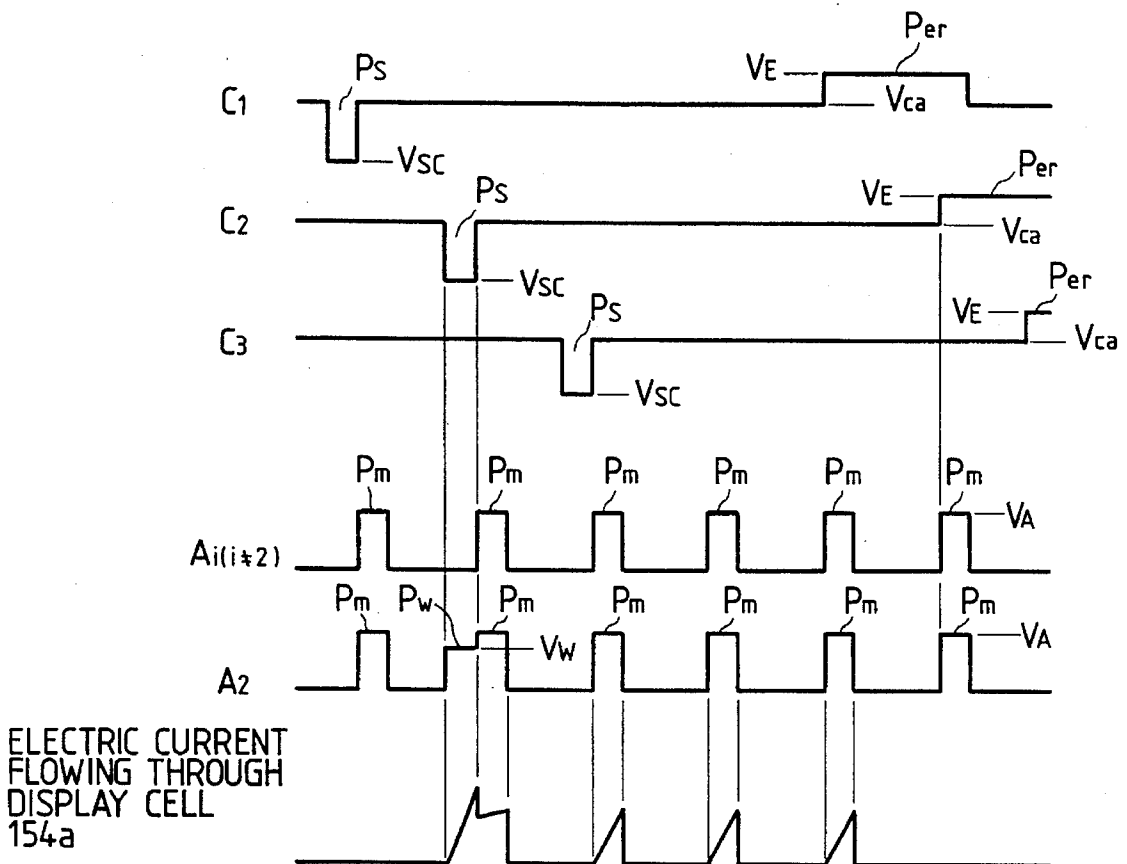 Per
VE
Ps
C1
Vca
Vsc
Per
VE
Ps
C2
Vca
Vsc
Per
VE
Ps
C3
Vca
Vsc
Pm Pm Pm Pm Pm Pm
VA
Ai(i≠2)
Pm Pw Pm Pm Pm Pm Pm
VA
Vw
A2
ELECTRIC CURRENT
FLOWING THROUGH
DISPLAY CELL
154a